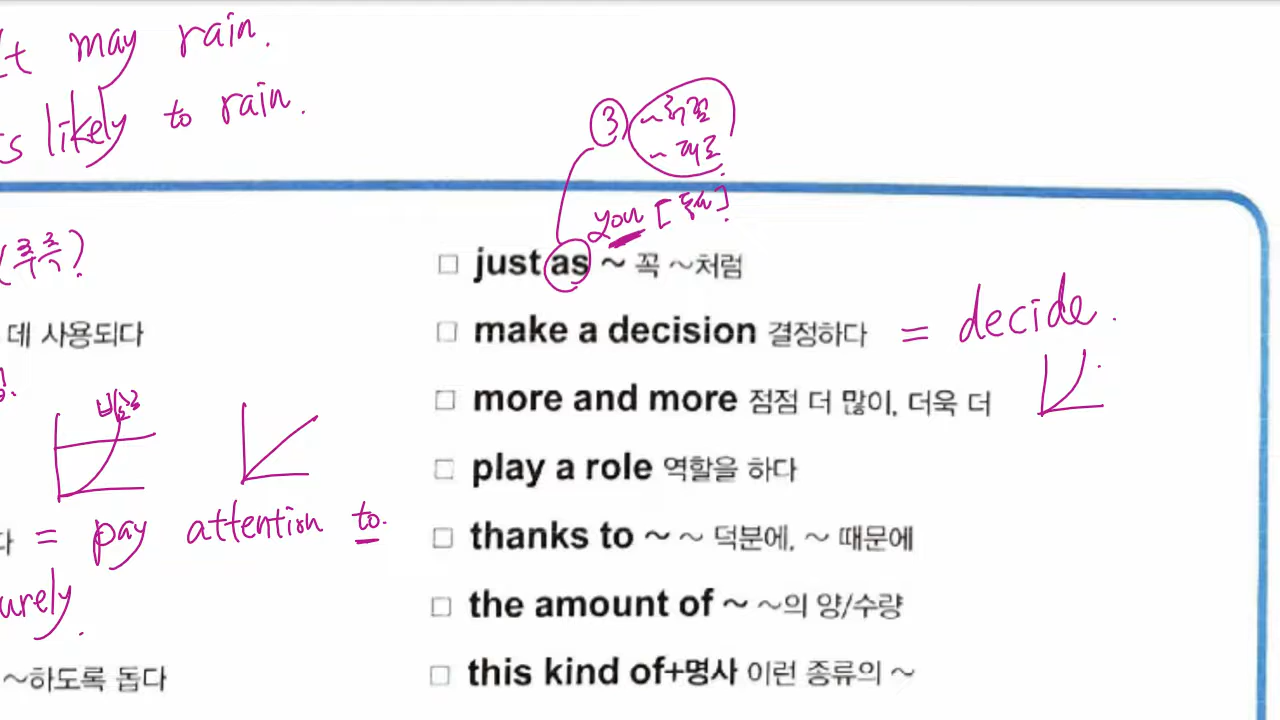 It may rain.
is likely to rain.
③ ~처럼
~대로
(추측?
you [동사]
□ just as ~ 꼭 ~처럼
데 사용되다
□ make a decision 결정하다 = decide.
□ more and more 점점 더 많이, 더욱 더
□ play a role 역할을 하다
= pay attention to.
□ thanks to ~ ~ 덕분에, ~ 때문에
urely.
□ the amount of ~ ~의 양/수량
~하도록 돕다
□ this kind of+명사 이런 종류의 ~